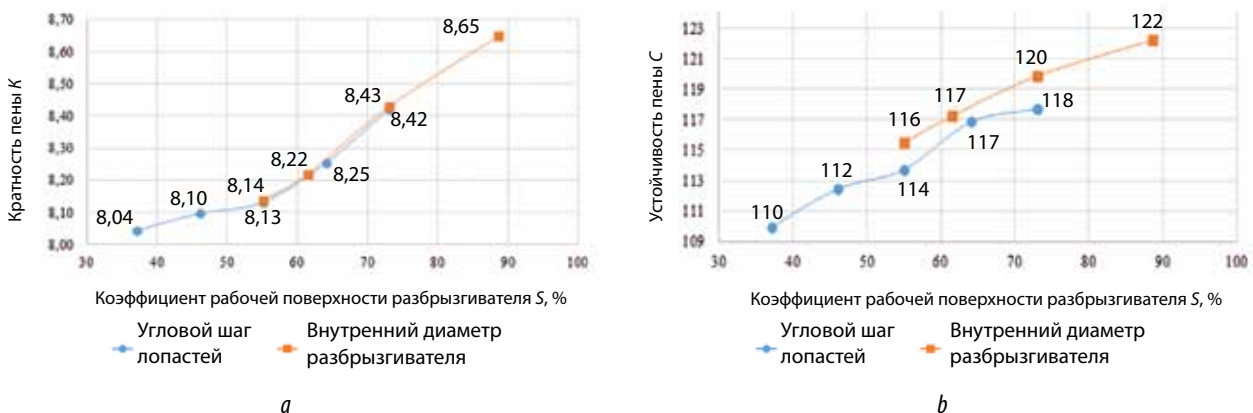 8,70
8,60
8,50
8,40
8,30
8,20
8,10
8,00
Кратность пены K
8,04
8,10
8,14
8,13
8,22
8,25
8,43
8,42
8,65
30 40 50 60 70 80 90 100
Коэффициент рабочей поверхности разбрызгивателя S, %
Угловой шаг
лопастей
Внутренний диаметр
разбрызгивателя
a
123
121
119
117
115
113
111
109
Устойчивость пены C
110
112
116
114
117
117
120
118
122
30 40 50 60 70 80 90 100
Коэффициент рабочей поверхности разбрызгивателя S, %
Угловой шаг
лопастей
Внутренний диаметр
разбрызгивателя
b